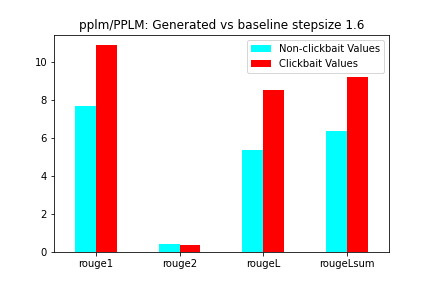 pplm/PPLM: Generated vs baseline stepsize 1.6
Non-clickbait Values
Clickbait Values
10
8
6
4
2
0
rouge1 rouge2 rougeL rougeLsum